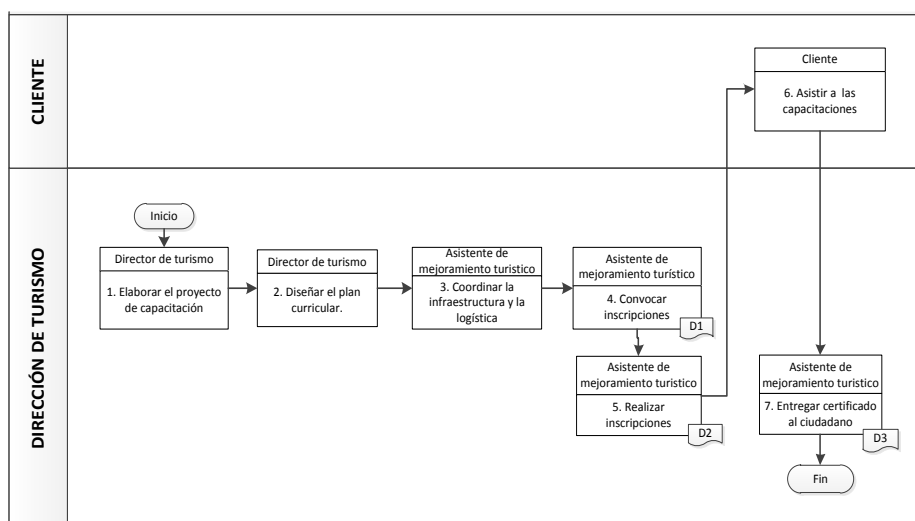 CLIENTE
Cliente
6. Asistir a las
capacitaciones
DIRECCIÓN DE TURISMO
Inicio
Director de turismo
1. Elaborar el proyecto
de capacitación
Director de turismo
2. Diseñar el plan
curricular.
Asistente de
mejoramiento turistico
3. Coordinar la
infraestructura y la
logística
Asistente de
mejoramiento turístico
4. Convocar
inscripciones
D1
Asistente de
mejoramiento turistico
5. Realizar
inscripciones
D2
Asistente de
mejoramiento turistico
7. Entregar certificado
al ciudadano
D3
Fin